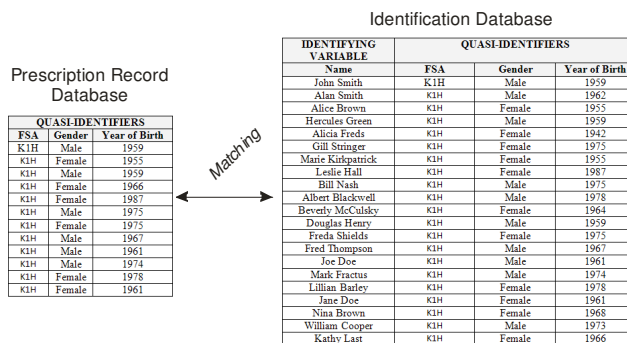 Identification Database
Prescription Record
Database
QUASI-IDENTIFIERS
FSA Gender Year of Birth
K1H Male 1959
K1H Female 1955
K1H Male 1959
K1H Female 1966
K1H Female 1987
K1H Male 1975
K1H Female 1975
K1H Male 1967
K1H Male 1961
K1H Male 1974
K1H Female 1978
K1H Female 1961
Matching
IDENTIFYING VARIABLE QUASI-IDENTIFIERS
Name FSA Gender Year of Birth
John Smith K1H Male 1959
Alan Smith K1H Male 1962
Alice Brown K1H Female 1955
Hercules Green K1H Male 1959
Alicia Freds K1H Female 1942
Gill Stringer K1H Female 1975
Marie Kirkpatrick K1H Female 1955
Leslie Hall K1H Female 1987
Bill Nash K1H Male 1975
Albert Blackwell K1H Male 1978
Beverly McCulsky K1H Female 1964
Douglas Henry K1H Male 1959
Freda Shields K1H Female 1975
Fred Thompson K1H Male 1967
Joe Doe K1H Male 1961
Mark Fractus K1H Male 1974
Lillian Barley K1H Female 1978
Jane Doe K1H Female 1961
Nina Brown K1H Female 1968
William Cooper K1H Male 1973
Kathy Last K1H Female 1966